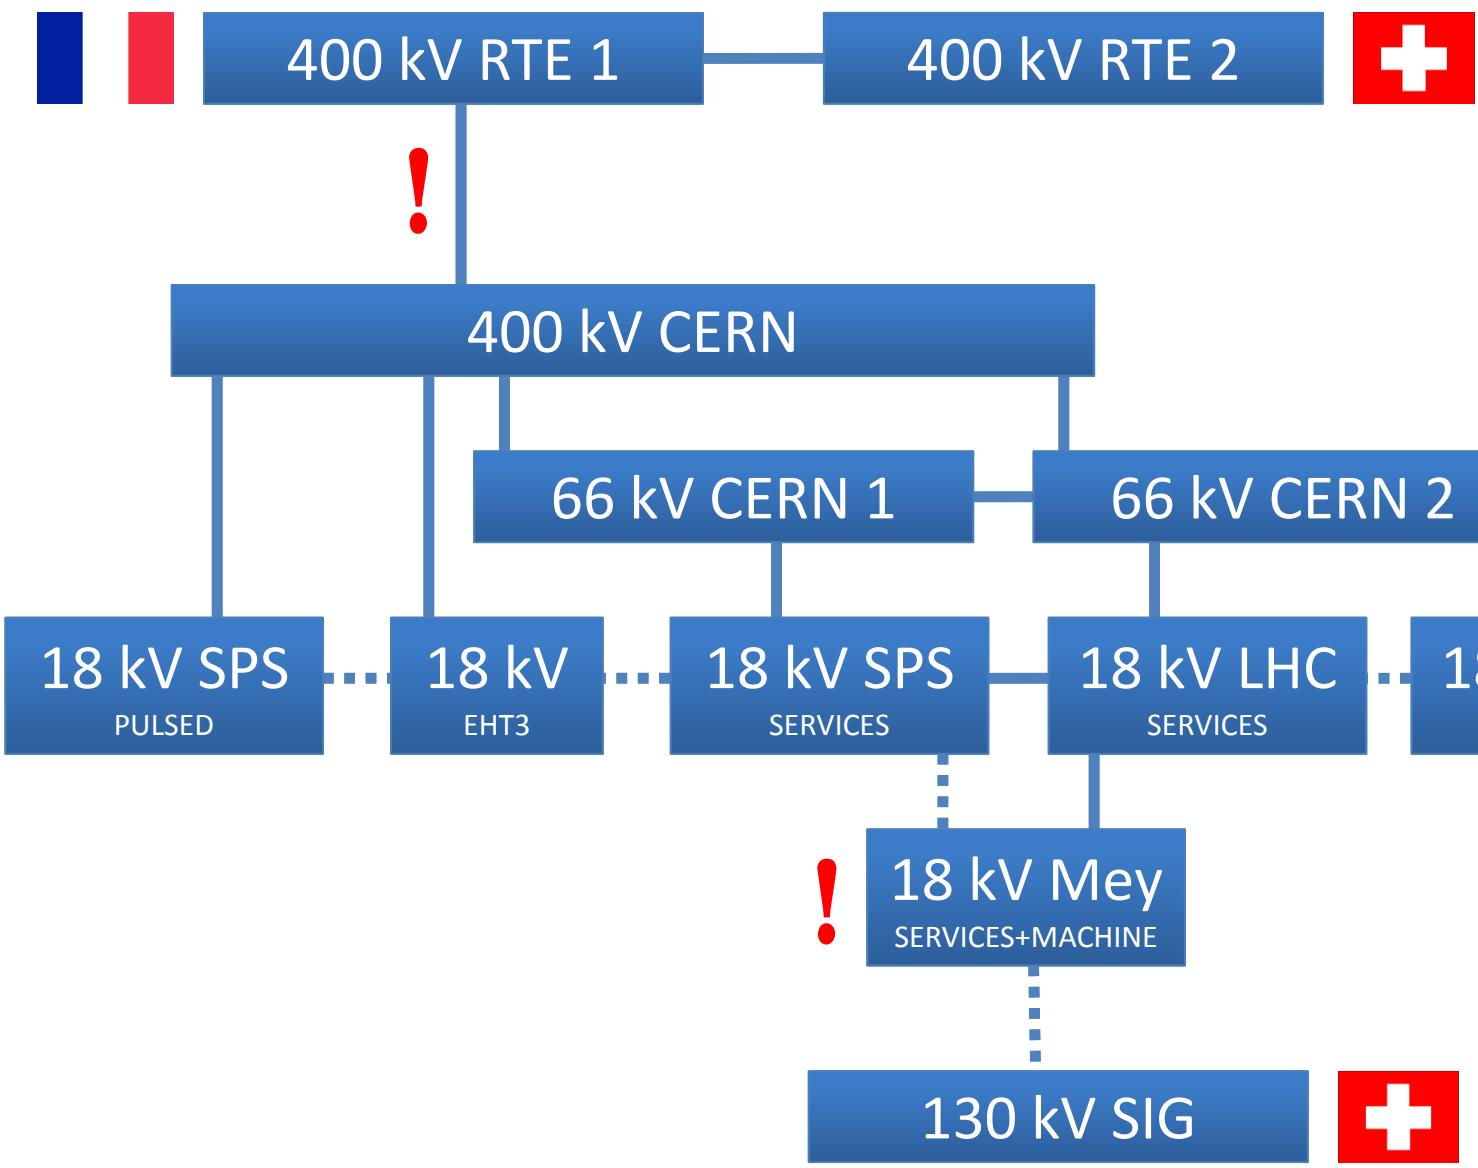 400 kV RTE 1
400 kV RTE 2
!
400 kV CERN
66 kV CERN 1
66 kV CERN 2
18 kV SPS
PULSED
18 kV
EHT3
18 kV SPS
SERVICES
18 kV LHC
SERVICES
!
18 kV Mey
SERVICES+MACHINE
130 kV SIG